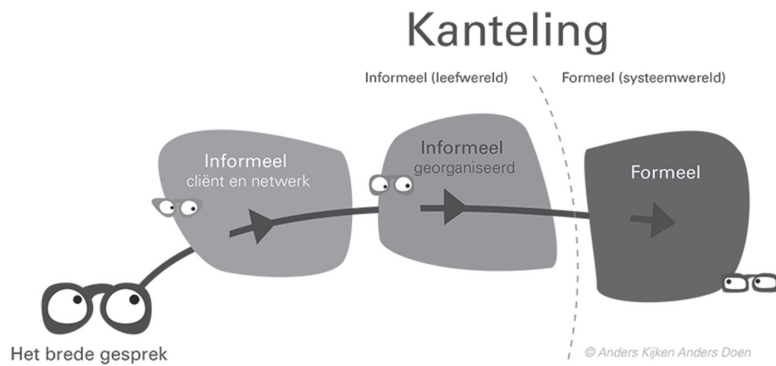 Kanteling
Informeel (leefwereld)
Formeel (systeemwereld)
Informeel
cliënt en netwerk
Informeel
georganiseerd
Formeel
Het brede gesprek
© Anders Kijken Anders Doen